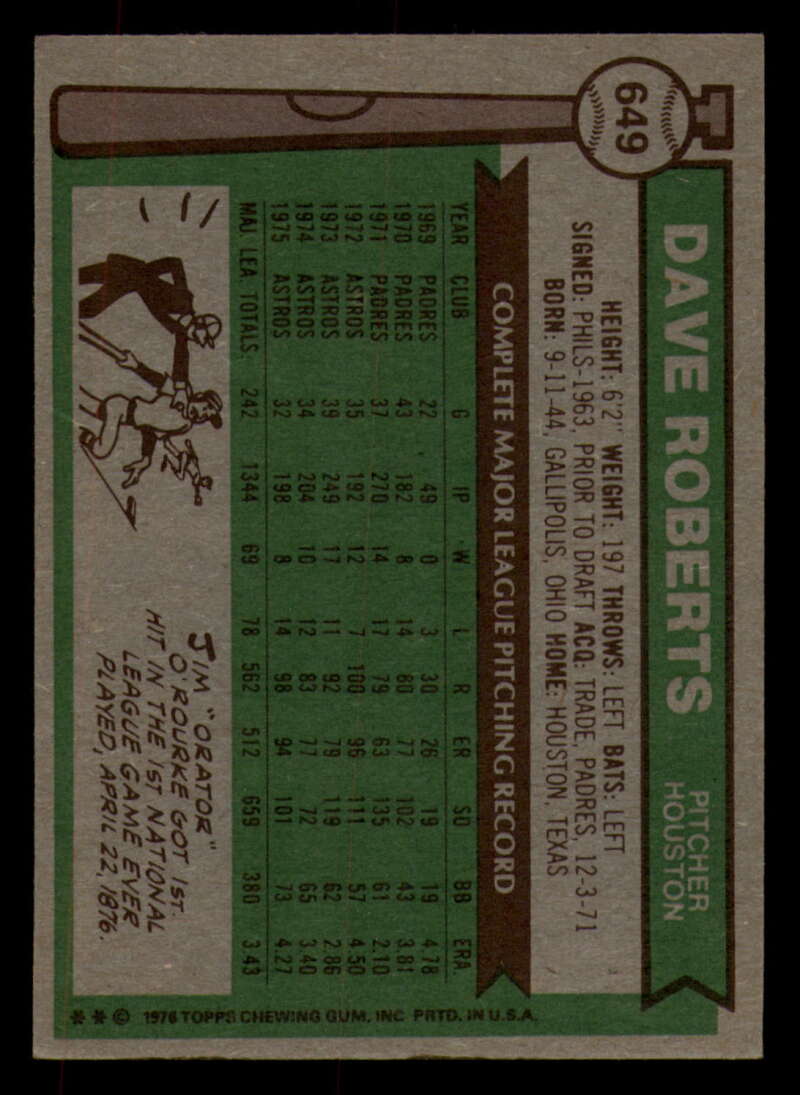 649
DAVE ROBERTS
PITCHER
HOUSTON
HEIGHT: 6'2" WEIGHT: 197 THROWS: LEFT BATS: LEFT
SIGNED: PHILS-1963, PRIOR TO DRAFT ACQ: TRADE, PADRES, 12-3-71
BORN: 9-11-44, GALLIPOLIS, OHIO HOME: HOUSTON, TEXAS
COMPLETE MAJOR LEAGUE PITCHING RECORD
YEAR CLUB G IP W L R ER SO BB ERA
1969 PADRES 22 49 0 3 30 26 19 19 4.78
1970 PADRES 43 182 8 14 80 77 102 43 3.81
1971 PADRES 37 270 14 17 79 63 135 61 2.10
1972 ASTROS 35 192 12 7 100 96 111 57 4.50
1973 ASTROS 39 249 17 11 92 79 119 62 2.86
1974 ASTROS 34 204 10 12 83 77 72 65 3.40
1975 ASTROS 32 198 8 14 98 94 101 73 4.27
MAJ. LEA. TOTALS 242 1344 69 78 562 512 659 380 3.43
JIM "ORATOR"
O'ROURKE GOT 1ST
HIT IN THE 1ST NATIONAL
LEAGUE GAME EVER
PLAYED, APRIL 22, 1876.
** © 1976 TOPPS CHEWING GUM, INC. PRTD. IN U.S.A.